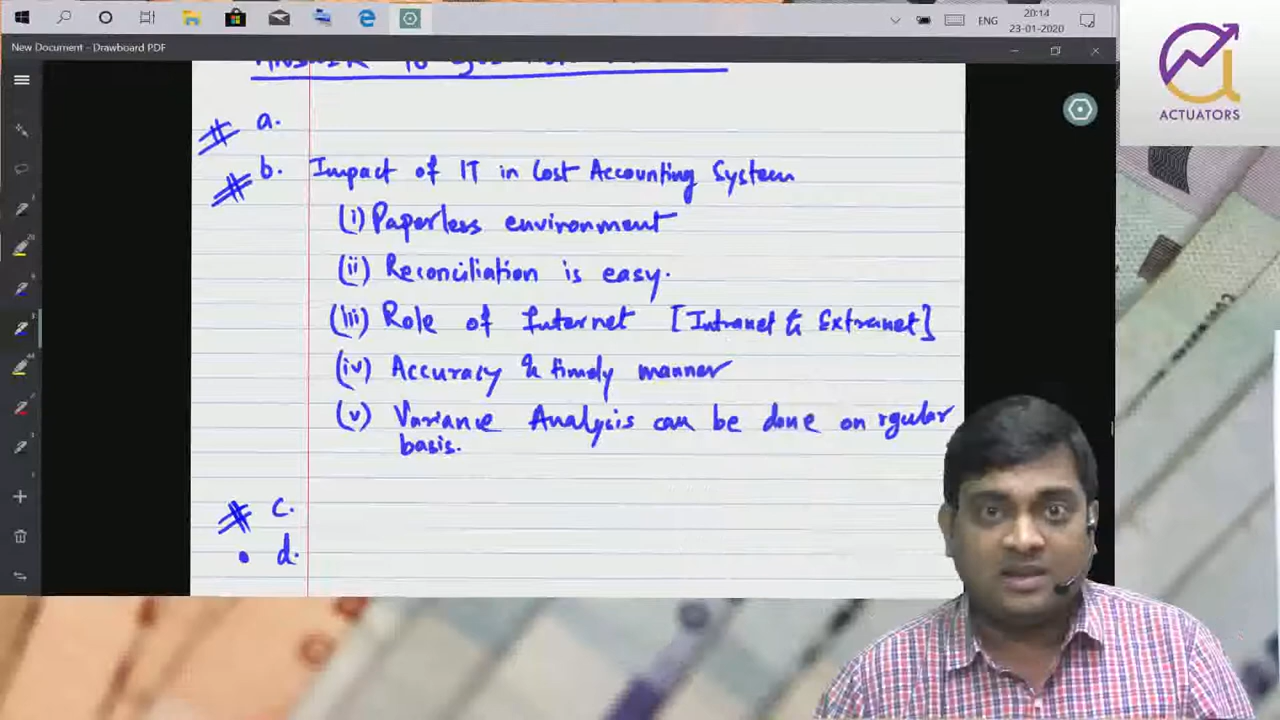 20:14
ENG
23-01-2020
New Document - Drawboard PDF
ACTUATORS
a.
b. Impact of IT in Cost Accounting System
(i) Paperless environment
(ii) Reconciliation is easy.
(iii) Role of Internet [Intranet & Extranet]
(iv) Accuracy & timely manner
(v) Variance Analysis can be done on rgular
basis.
c.
d.